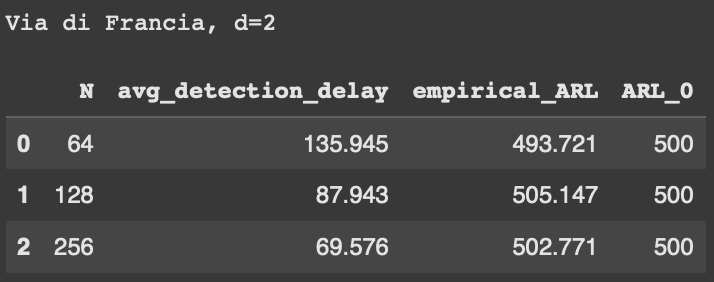 Via di Francia, d=2
N avg_detection_delay empirical_ARL ARL_0
0 64 135.945 493.721 500
1 128 87.943 505.147 500
2 256 69.576 502.771 500